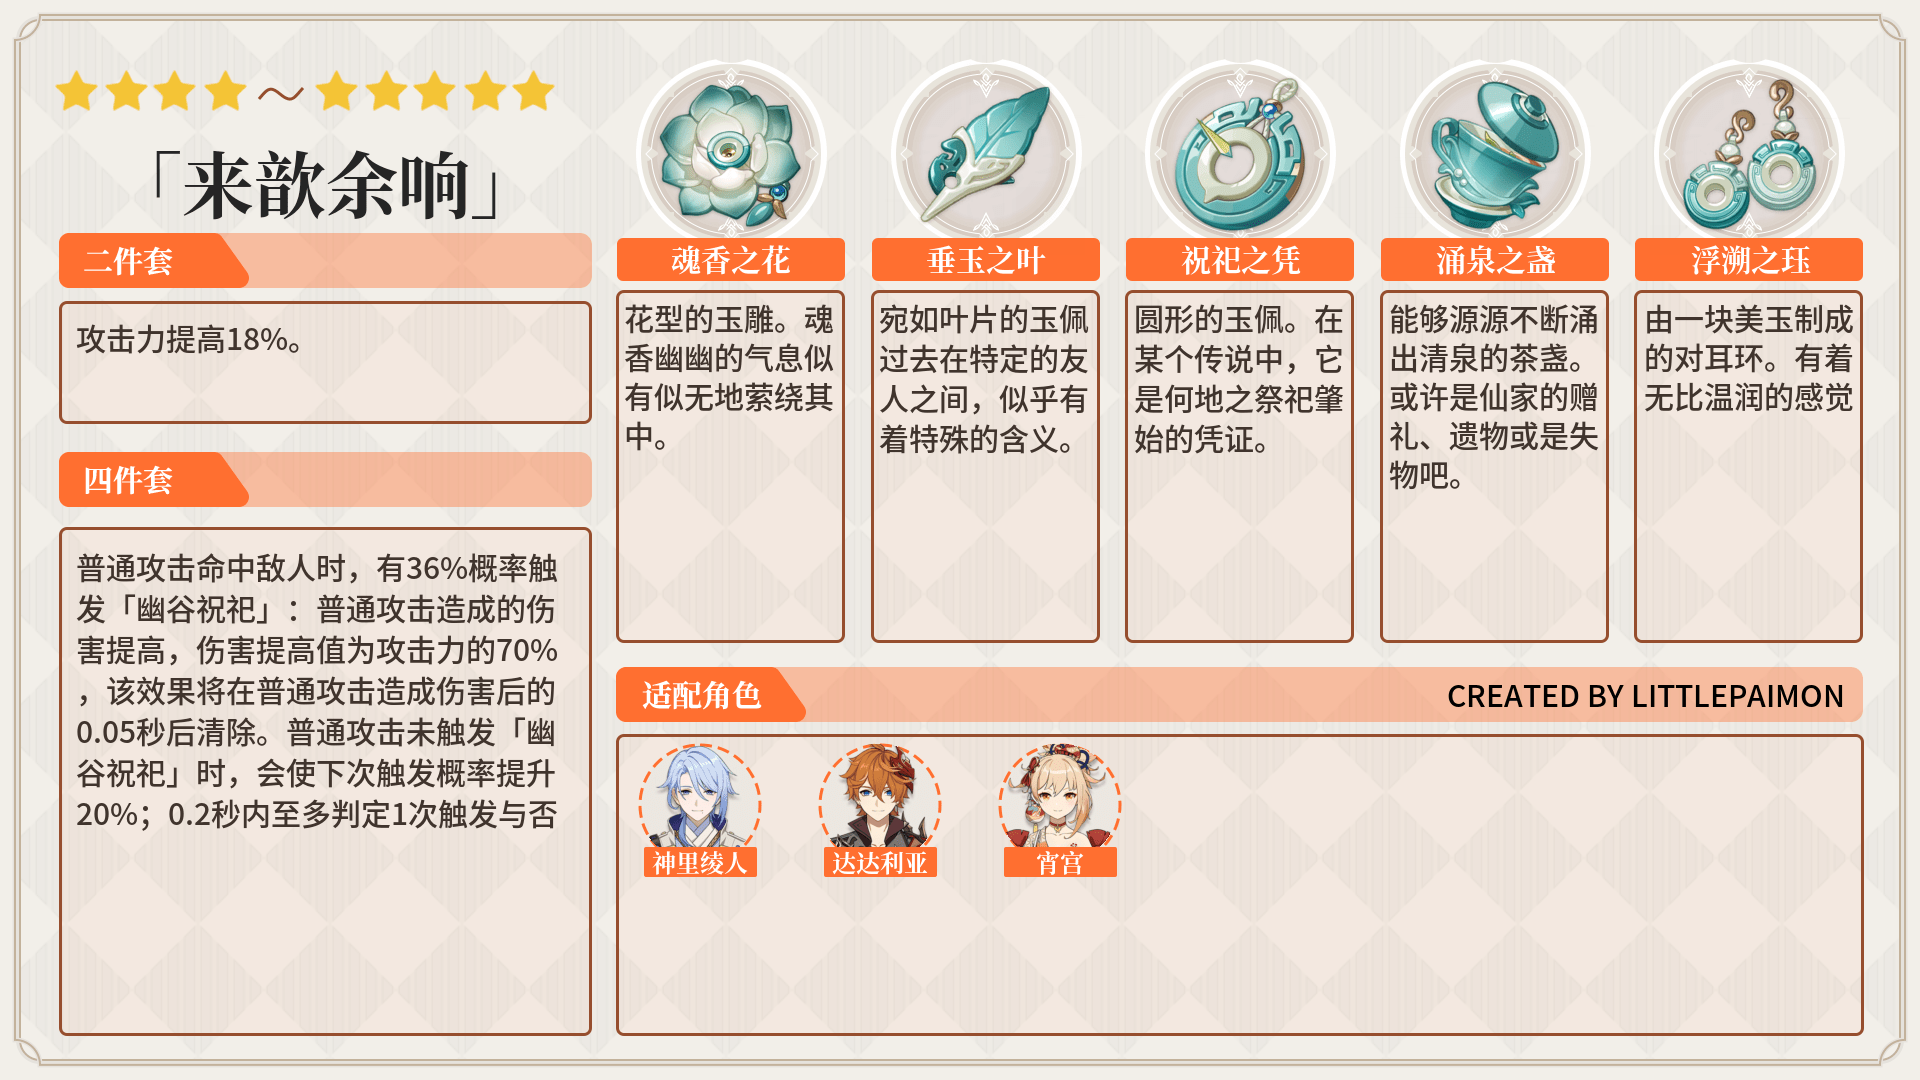 「来歆余响」
二件套
攻击力提高18%。
四件套
普通攻击命中敌人时，有36%概率触
发「幽谷祝祀」：普通攻击造成的伤
害提高，伤害提高值为攻击力的70%
，该效果将在普通攻击造成伤害后的
0.05秒后清除。普通攻击未触发「幽
谷祝祀」时，会使下次触发概率提升
20%；0.2秒内至多判定1次触发与否
魂香之花
花型的玉雕。魂
香幽幽的气息似
有似无地萦绕其
中。
垂玉之叶
宛如叶片的玉佩
过去在特定的友
人之间，似乎有
着特殊的含义。
祝祀之凭
圆形的玉佩。在
某个传说中，它
是何地之祭祀肇
始的凭证。
涌泉之盏
能够源源不断涌
出清泉的茶盏。
或许是仙家的赠
礼、遗物或是失
物吧。
浮溯之珏
由一块美玉制成
的对耳环。有着
无比温润的感觉
适配角色
CREATED BY LITTLEPAIMON
神里绫人
达达利亚
宵宫